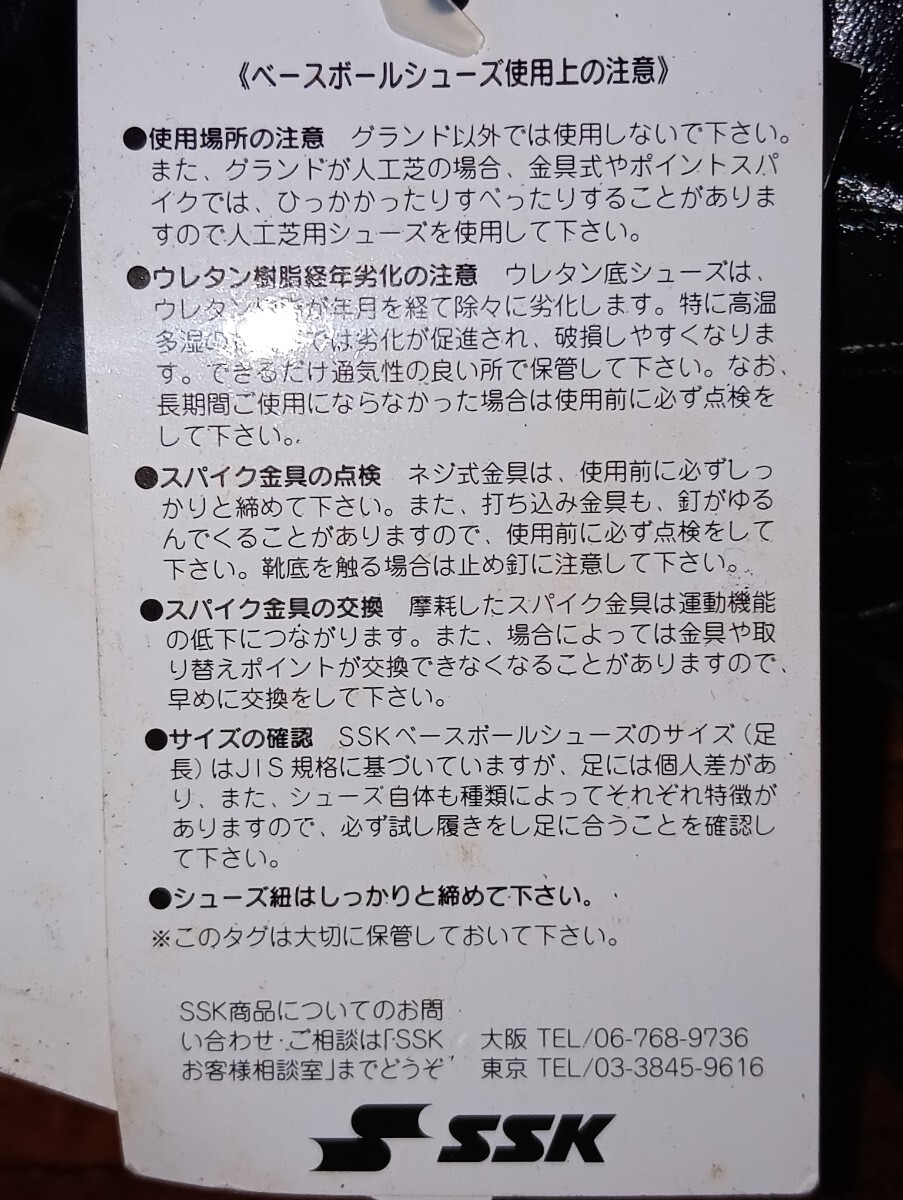 《ベースボールシューズ使用上の注意》
●使用場所の注意　グランド以外では使用しないで下さい。
また、グランドが人工芝の場合、金具式やポイントスパ
イクでは、ひっかかったりすべったりすることがありま
すので人工芝用シューズを使用して下さい。
●ウレタン樹脂経年劣化の注意　ウレタン底シューズは、
ウレタン が年月を経て除々に劣化します。特に高温
多湿の では劣化が促進され、破損しやすくなりま
す。できるだけ通気性の良い所で保管して下さい。なお、
長期間ご使用にならなかった場合は使用前に必ず点検を
して下さい。
●スパイク金具の点検　ネジ式金具は、使用前に必ずしっ
かりと締めて下さい。また、打ち込み金具も、釘がゆる
んでくることがありますので、使用前に必ず点検をして
下さい。靴底を触る場合は止め釘に注意して下さい。
●スパイク金具の交換　摩耗したスパイク金具は運動機能
の低下につながります。また、場合によっては金具や取
り替えポイントが交換できなくなることがありますので、
早めに交換をして下さい。
●サイズの確認　SSKベースボールシューズのサイズ（足
長）はJIS規格に基づいていますが、足には個人差があ
り、また、シューズ自体も種類によってそれぞれ特徴が
ありますので、必ず試し履きをし足に合うことを確認し
て下さい。
●シューズ紐はしっかりと締めて下さい。
※このタグは大切に保管しておいて下さい。
SSK商品についてのお問
い合わせ・ご相談は「SSK
お客様相談室」までどうぞ
大阪 TEL/06-768-9736
東京 TEL/03-3845-9616
SSK